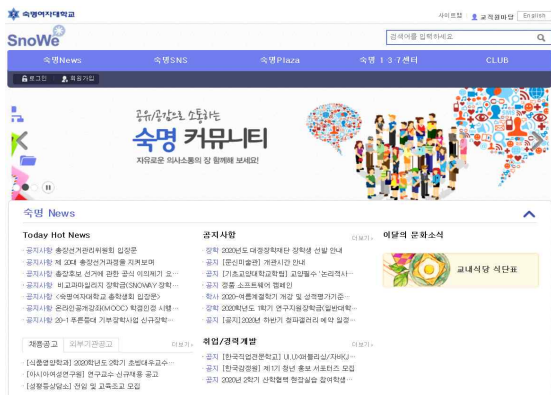 숙명여자대학교
사이트맵 교직원마당 English
SnoWe
검색어를 입력하세요
숙명News 숙명SNS 숙명Plaza 숙명 1 3 7센터 CLUB
로그인 회원가입
공유/공감으로 소통하는
숙명 커뮤니티
자유로운 의사소통의 장 함께해 보세요!
숙명 News
Today Hot News
· 공지사항 총장선거관리위원회 입장문
· 공지사항 제 20대 총장선거과정을 지켜보며
· 공지사항 총장후보 선거에 관한 공식 이의제기 요…
· 공지사항 비교과마일리지 장학금(SNOWAY 장학…
· 공지사항 <숙명여자대학교 총학생회 입장문>
· 공지사항 온라인공개강좌(K-MOOC) 학점인정 시행…
· 공지사항 20-1 푸른등대 기부장학사업 신규장학…
공지사항 더보기
· 장학 2020년도 대정장학재단 장학생 선발 안내
· 공지 [문신미술관] 개관시간 안내
· 공지 [기초교양대학교학팀] 교양필수 '논리적사…
· 공지 정품 소프트웨어 캠페인
· 학사 2020-여름계절학기 개강 및 성적평가기준…
· 장학 2020학년도 1학기 연구지원장학금(일반대학…
· 공지 [공지]2020년 하반기 청파갤러리 예약 일정…
이달의 문화소식
교내식당 식단표
채용공고 외부기관공고 더보기
· [식품영양학과] 2020학년도 2학기 초빙대우교수…
· [아시아여성연구원] 연구교수 신규채용 공고
· [성평등상담소] 전임 및 교육조교 모집
취업/경력개발 더보기
· 공지 [한국직업전문학교] UI,UX퍼블리싱/자바(J…
· 공지 [한국감정원] 제1기 청년 홍보 서포터즈 모집
· 공지 2020년 2학기 산학협력 현장실습 참여학생…